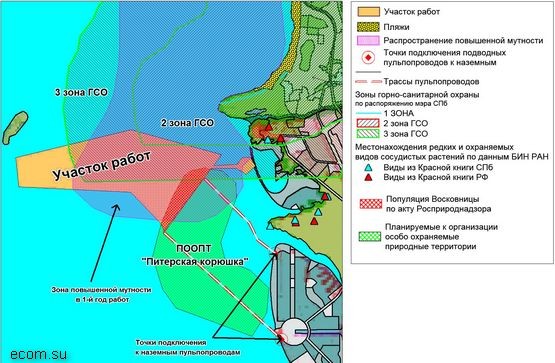 3 зона ГСО
2 зона ГСО
Участок работ
ПООПТ
"Питерская корюшка"
Зона повышенной мутности
в 1-й год работ
Точки подключения
к наземным пульпопроводам
ecom.su
Участок работ
Пляжи
Распространение повышенной мутности
Точки подключения подводных
пульпопроводов к наземным
Трассы пульпопроводов
Зоны горно-санитарной охраны
по распоряжению мэра СПб
1 ЗОНА
2 зона ГСО
3 зона ГСО
Местонахождения редких и охраняемых
видов сосудистых растений по данным БИН РАН
Виды из Красной книги СПб
Виды из Красной книги РФ
Популяция Восковницы
по акту Росприроднадзора
Планируемые к организации
особо охраняемые
природные территории